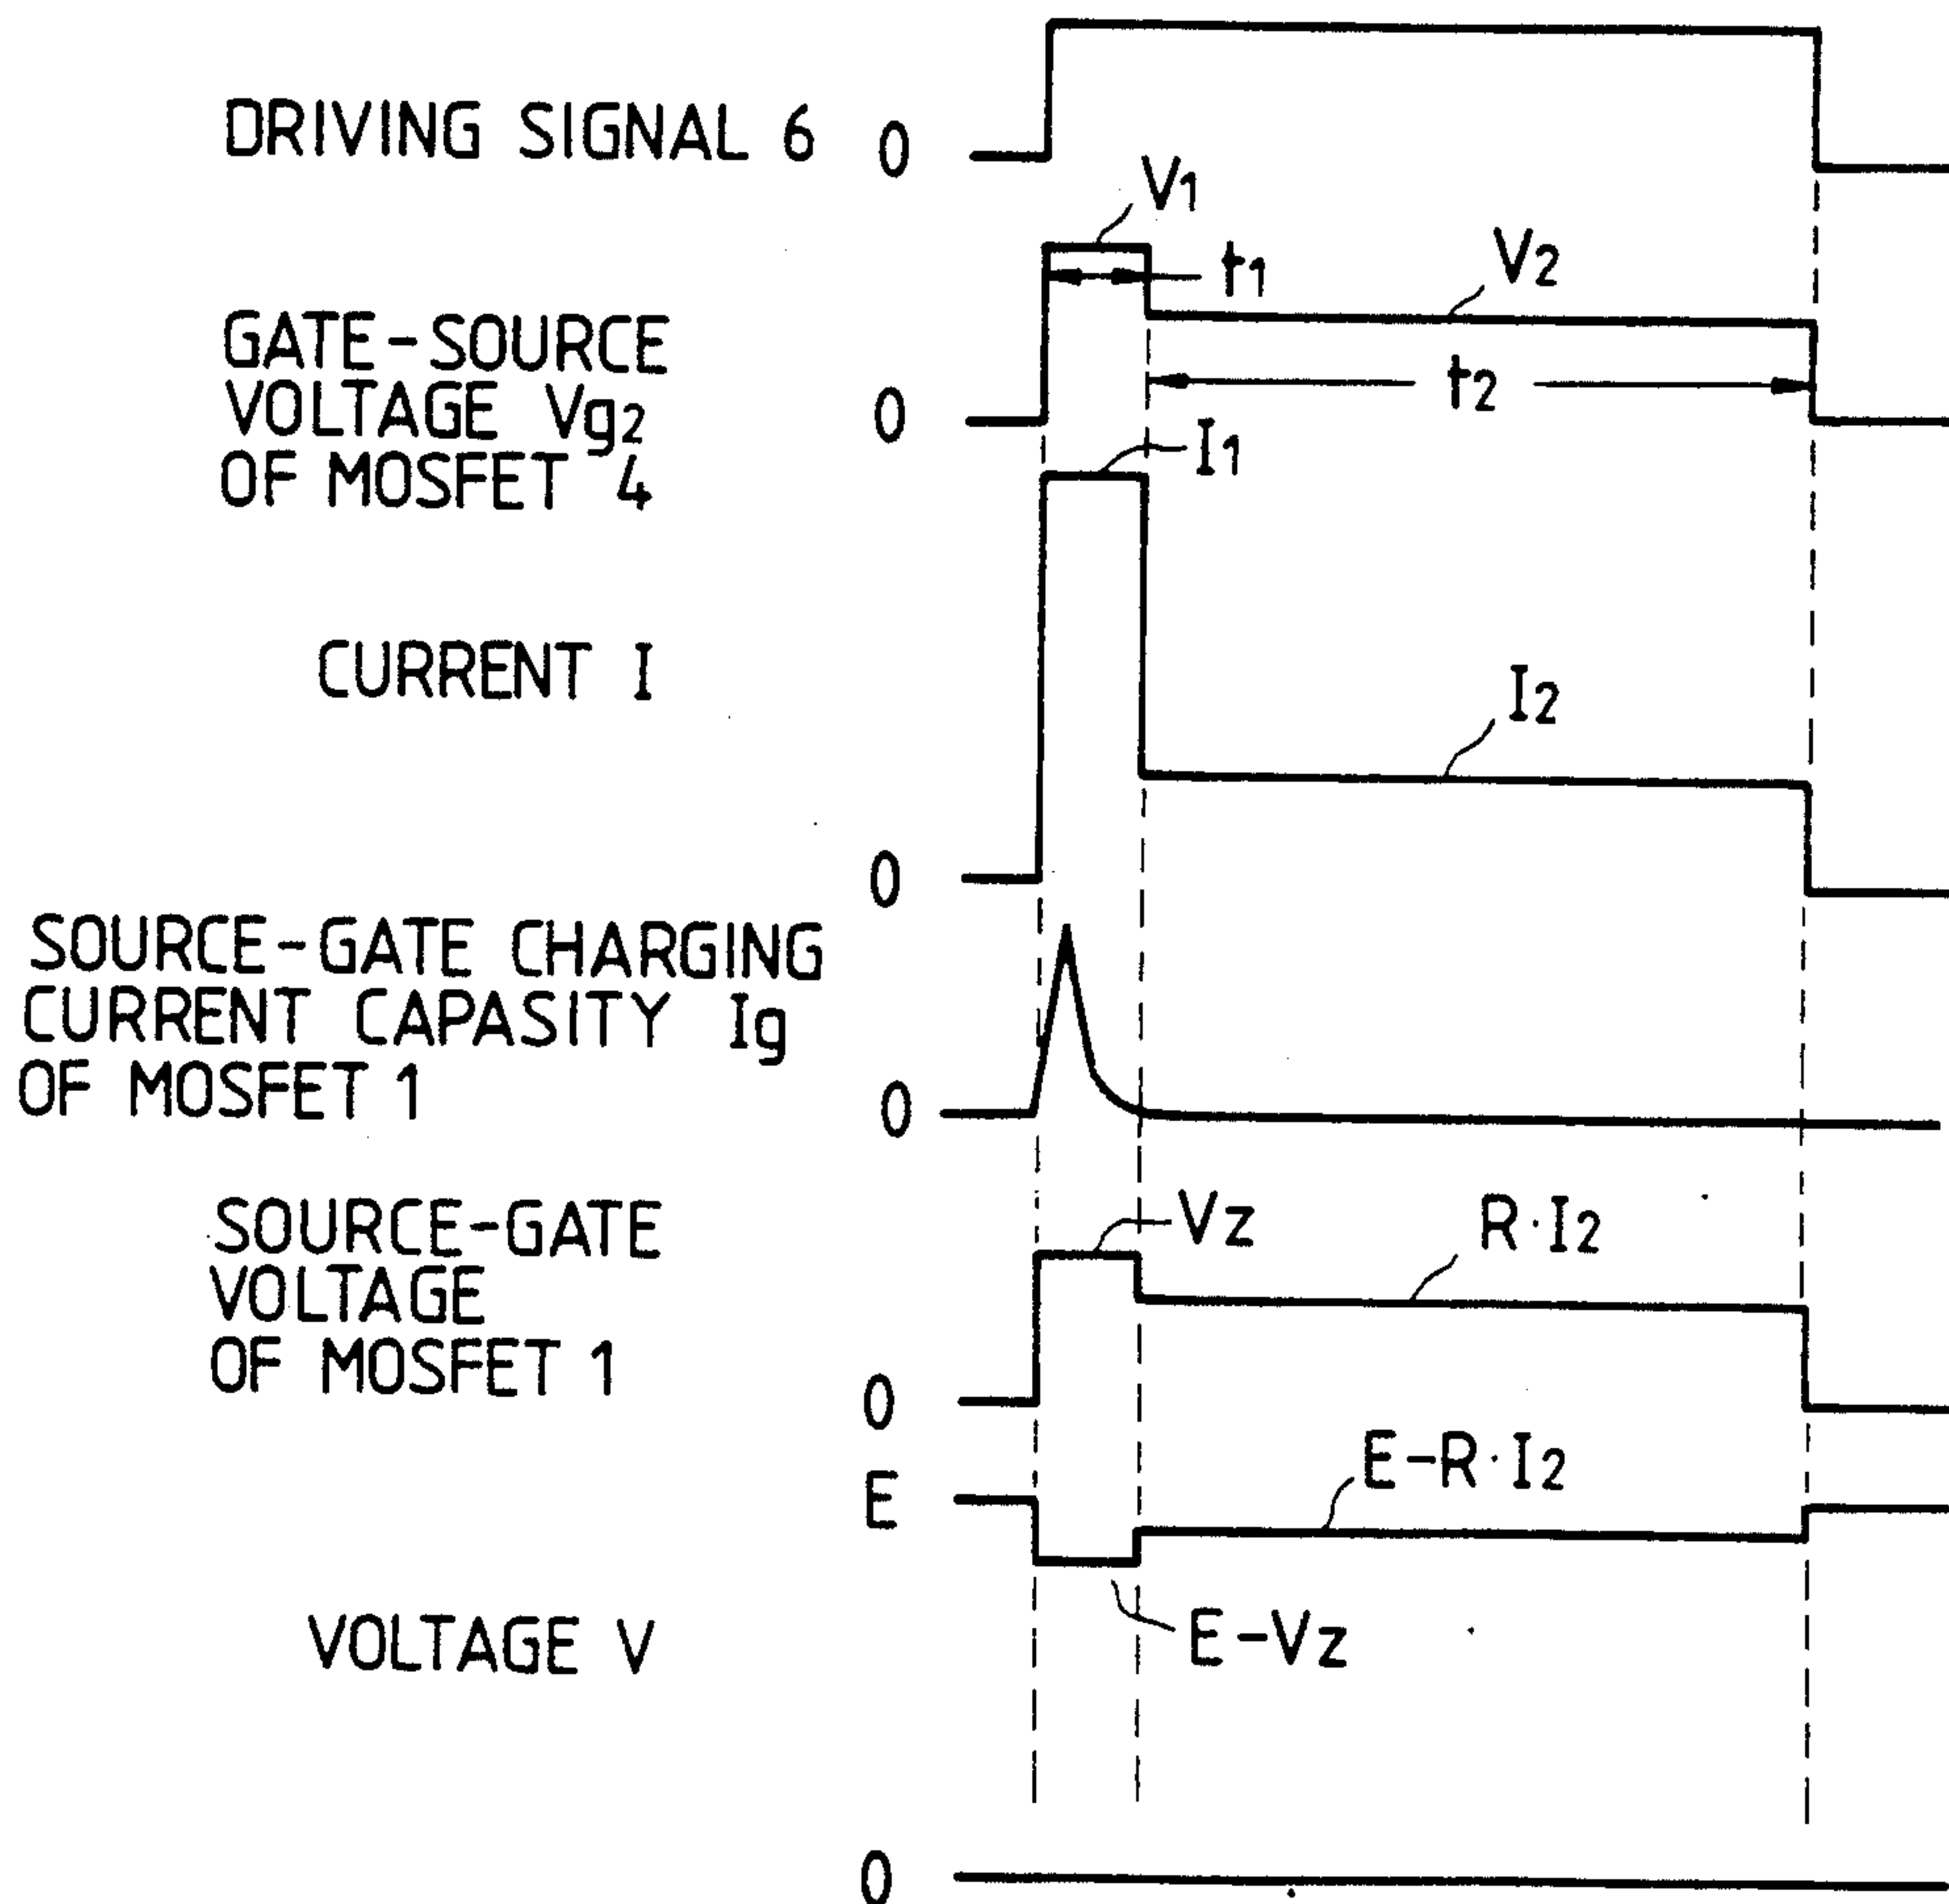 DRIVING SIGNAL 6 0
V1
t1
V2
GATE-SOURCE
VOLTAGE Vg2
OF MOSFET 4
0
t2
I1
CURRENT I
I2
0
SOURCE-GATE CHARGING
CURRENT CAPASITY Ig
OF MOSFET 1
0
SOURCE-GATE
VOLTAGE
OF MOSFET 1
Vz
R·I2
0
E
E-R·I2
VOLTAGE V
E-Vz
0